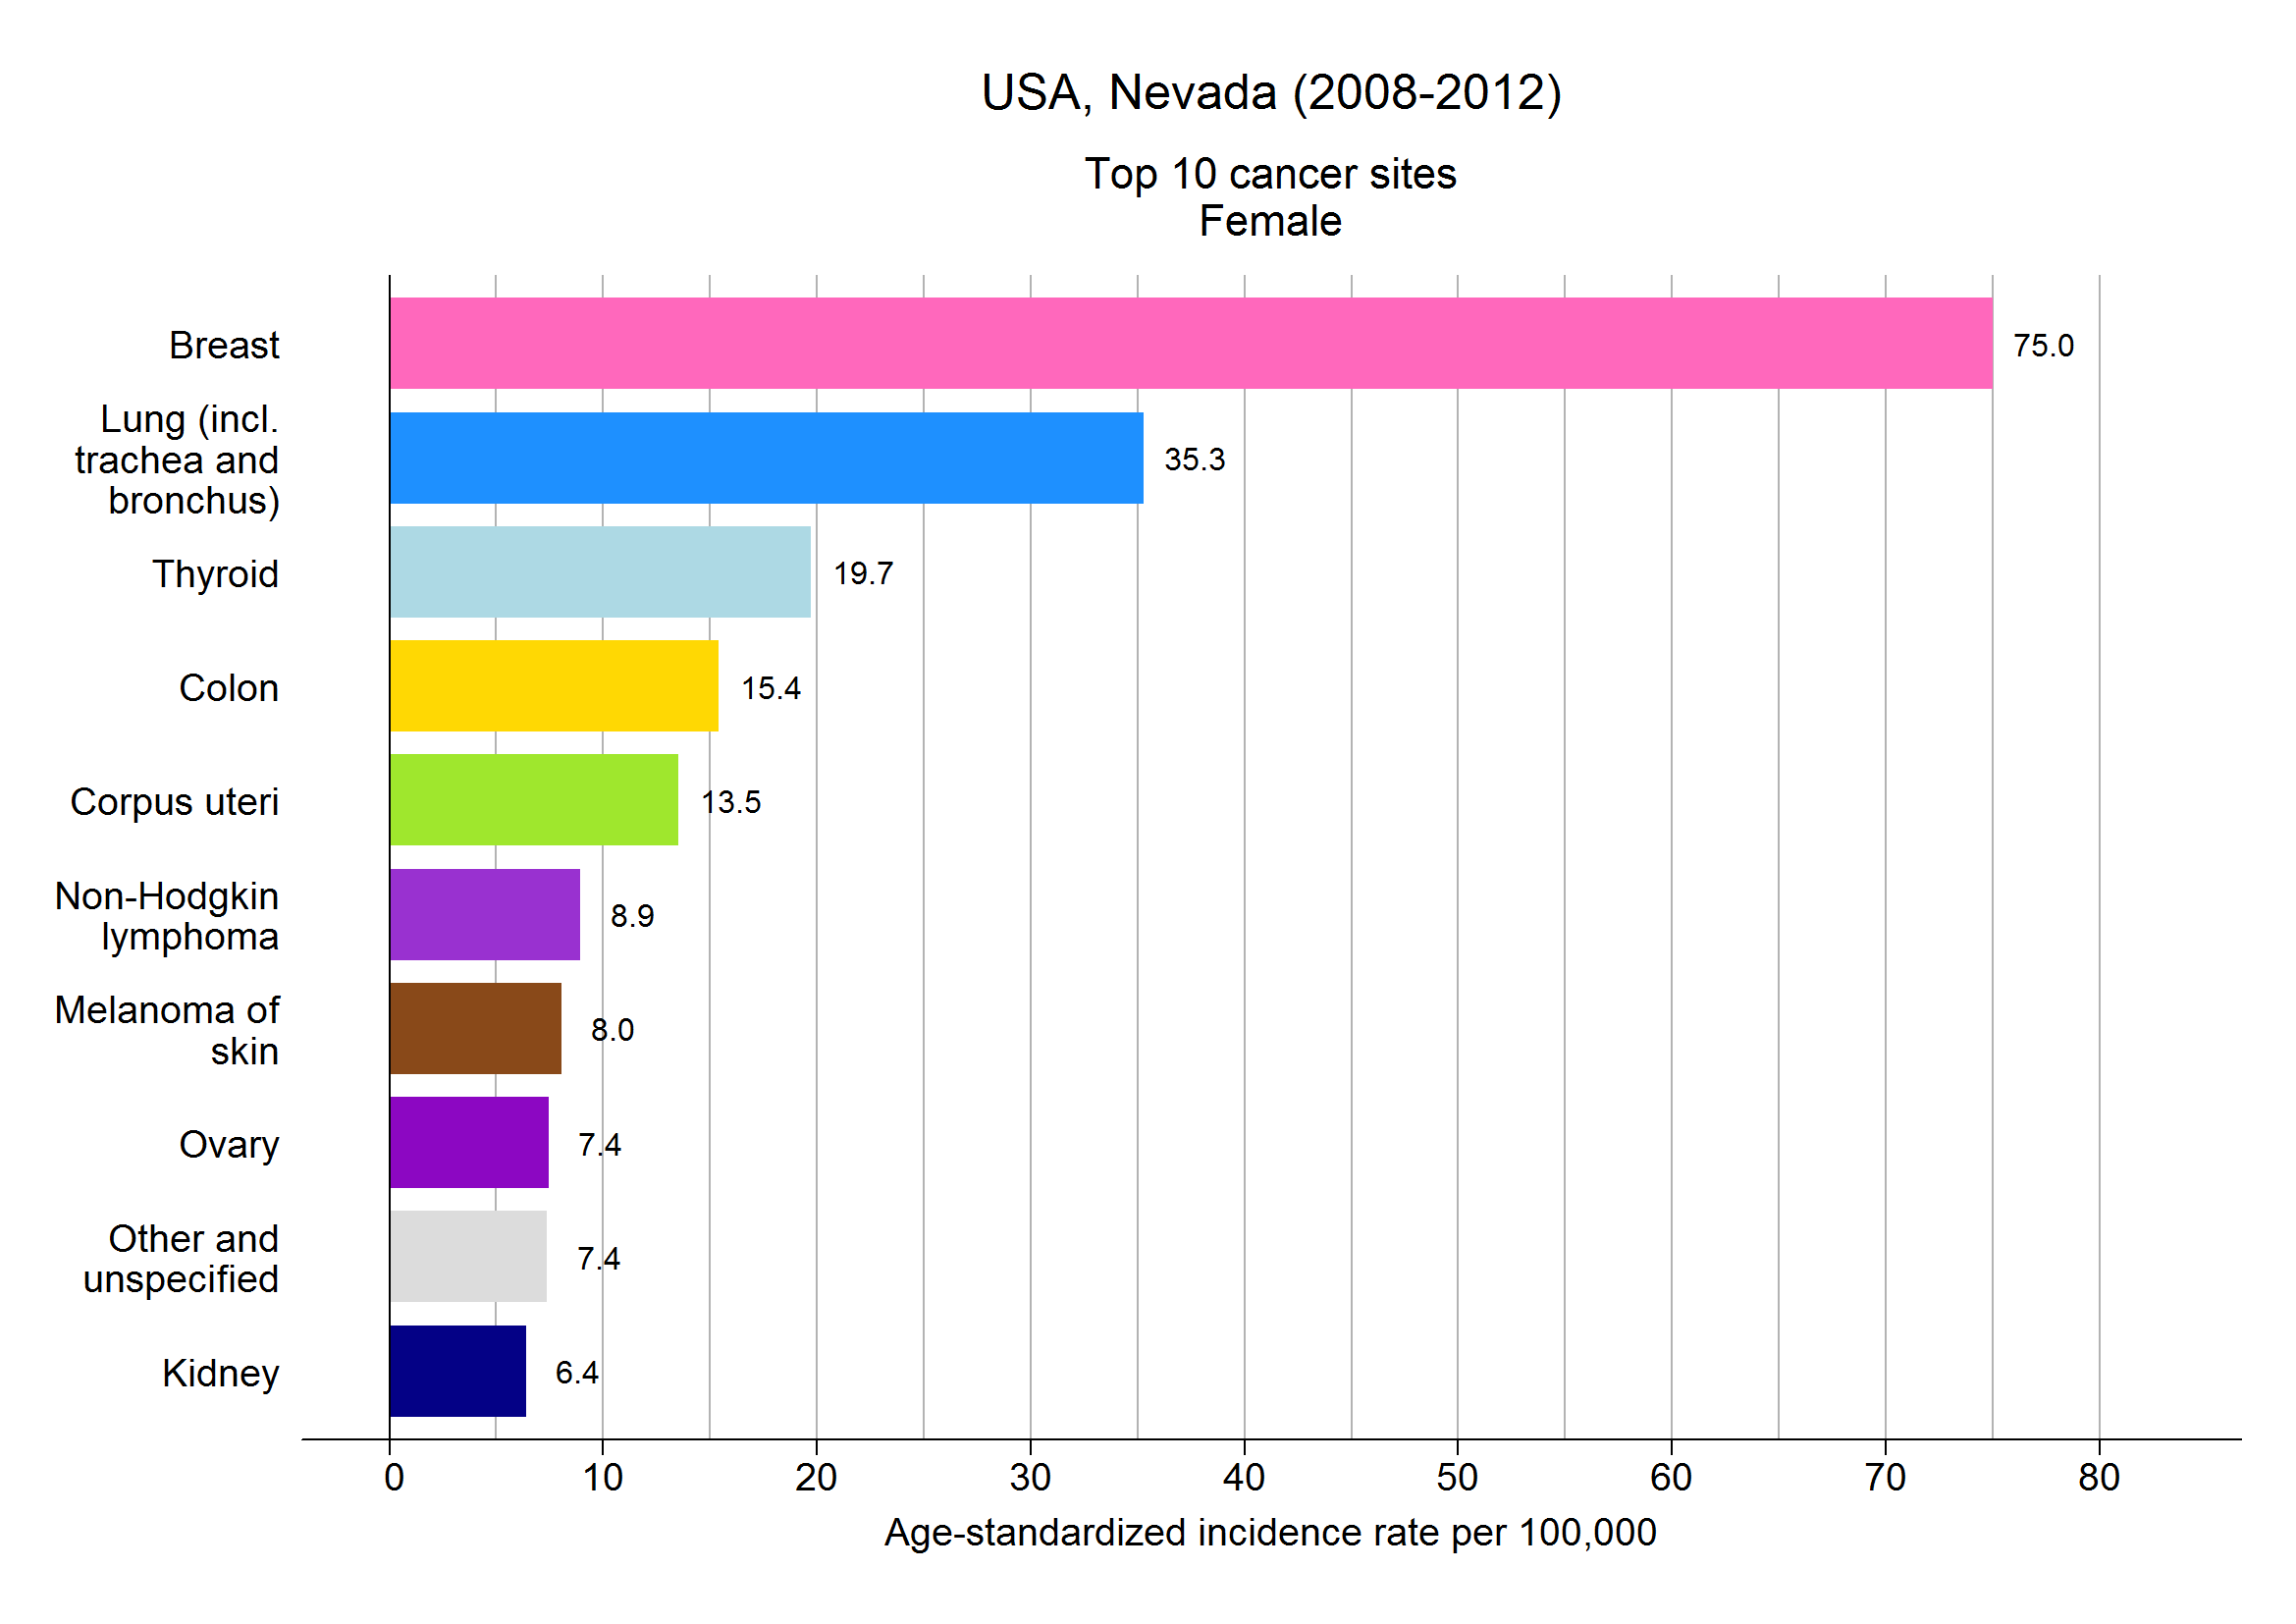 USA, Nevada (2008-2012)
Top 10 cancer sites
Female
Breast
75.0
Lung (incl.
trachea and
bronchus)
35.3
Thyroid
19.7
Colon
15.4
Corpus uteri
13.5
Non-Hodgkin
lymphoma
8.9
Melanoma of
skin
8.0
Ovary
7.4
Other and
unspecified
7.4
Kidney
6.4
0 10 20 30 40 50 60 70 80
Age-standardized incidence rate per 100,000